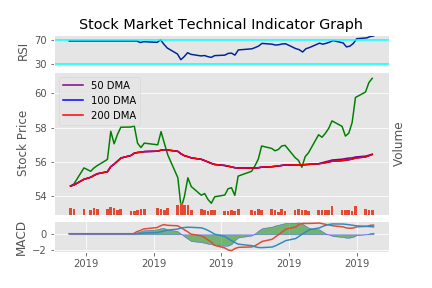 Stock Market Technical Indicator Graph
RSI
70
30
50 DMA
100 DMA
200 DMA
Stock Price
60
58
56
54
Volume
MACD
0
−2
2019 2019 2019 2019 2019